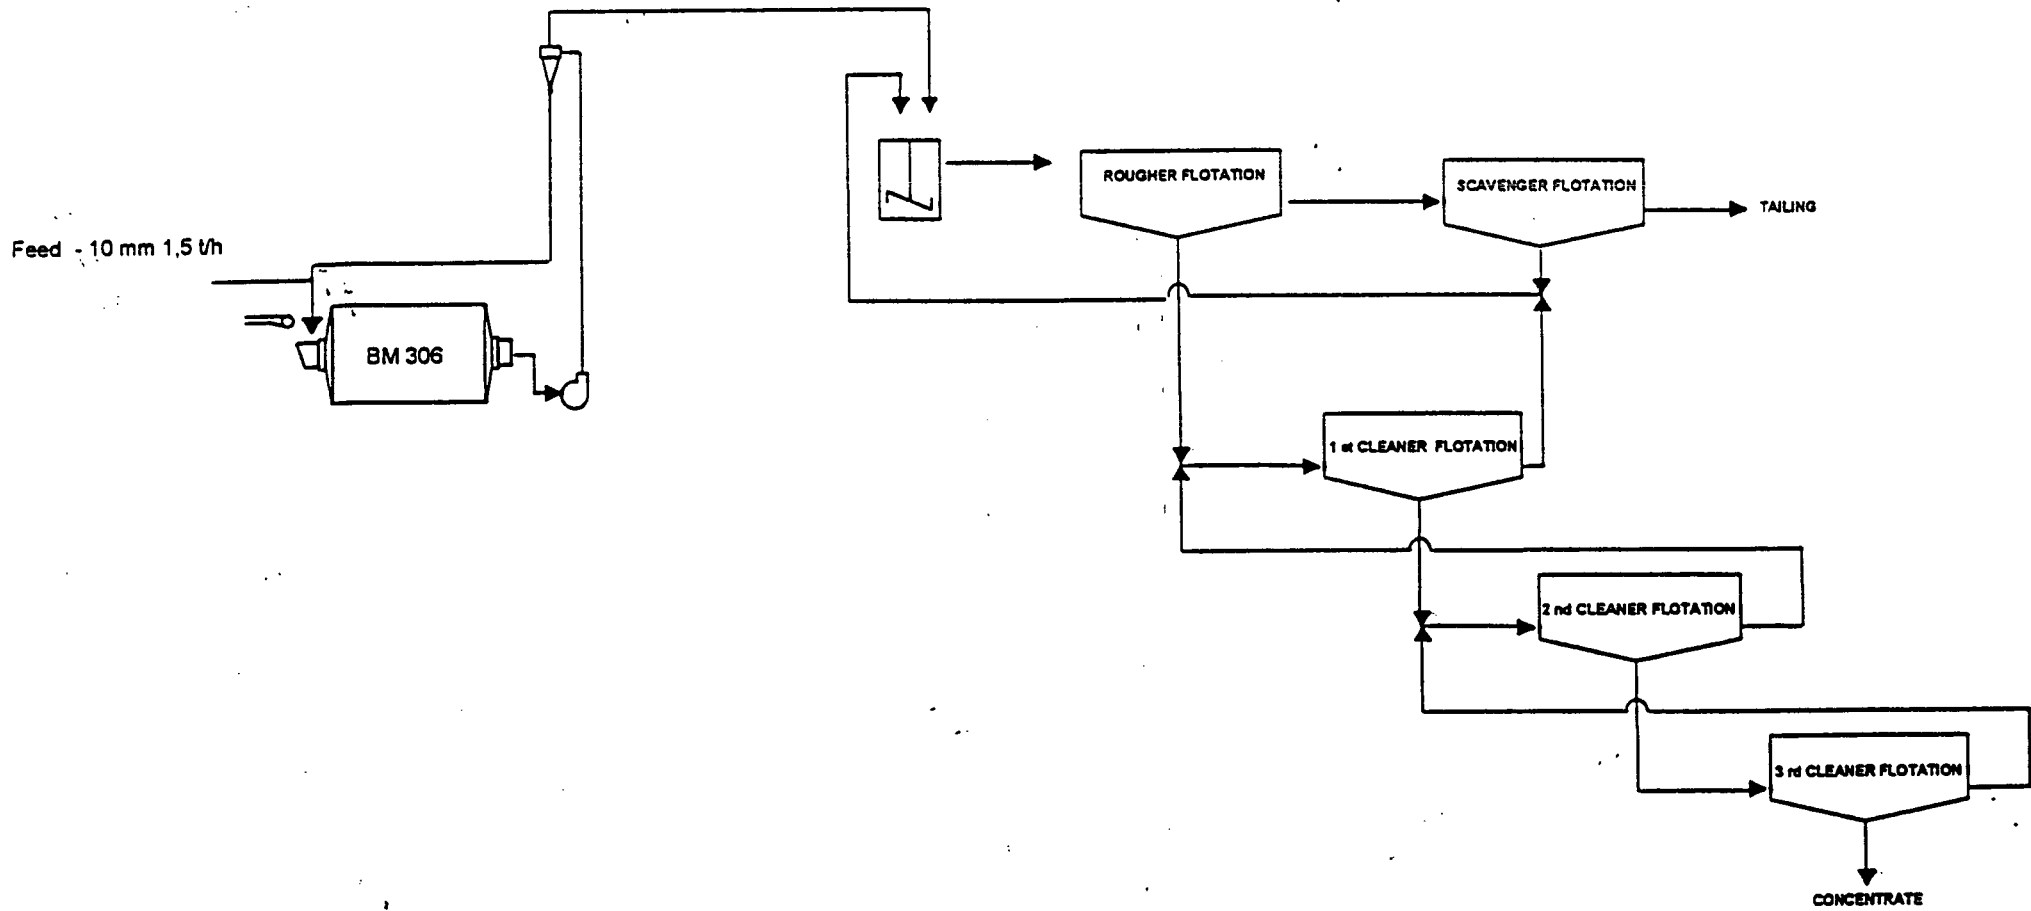 ROUGHER FLOTATION
SCAVENGER FLOTATION
TAILING
Feed - 10 mm 1,5 t/h
BM 306
1 st CLEANER FLOTATION
2 nd CLEANER FLOTATION
3 rd CLEANER FLOTATION
CONCENTRATE